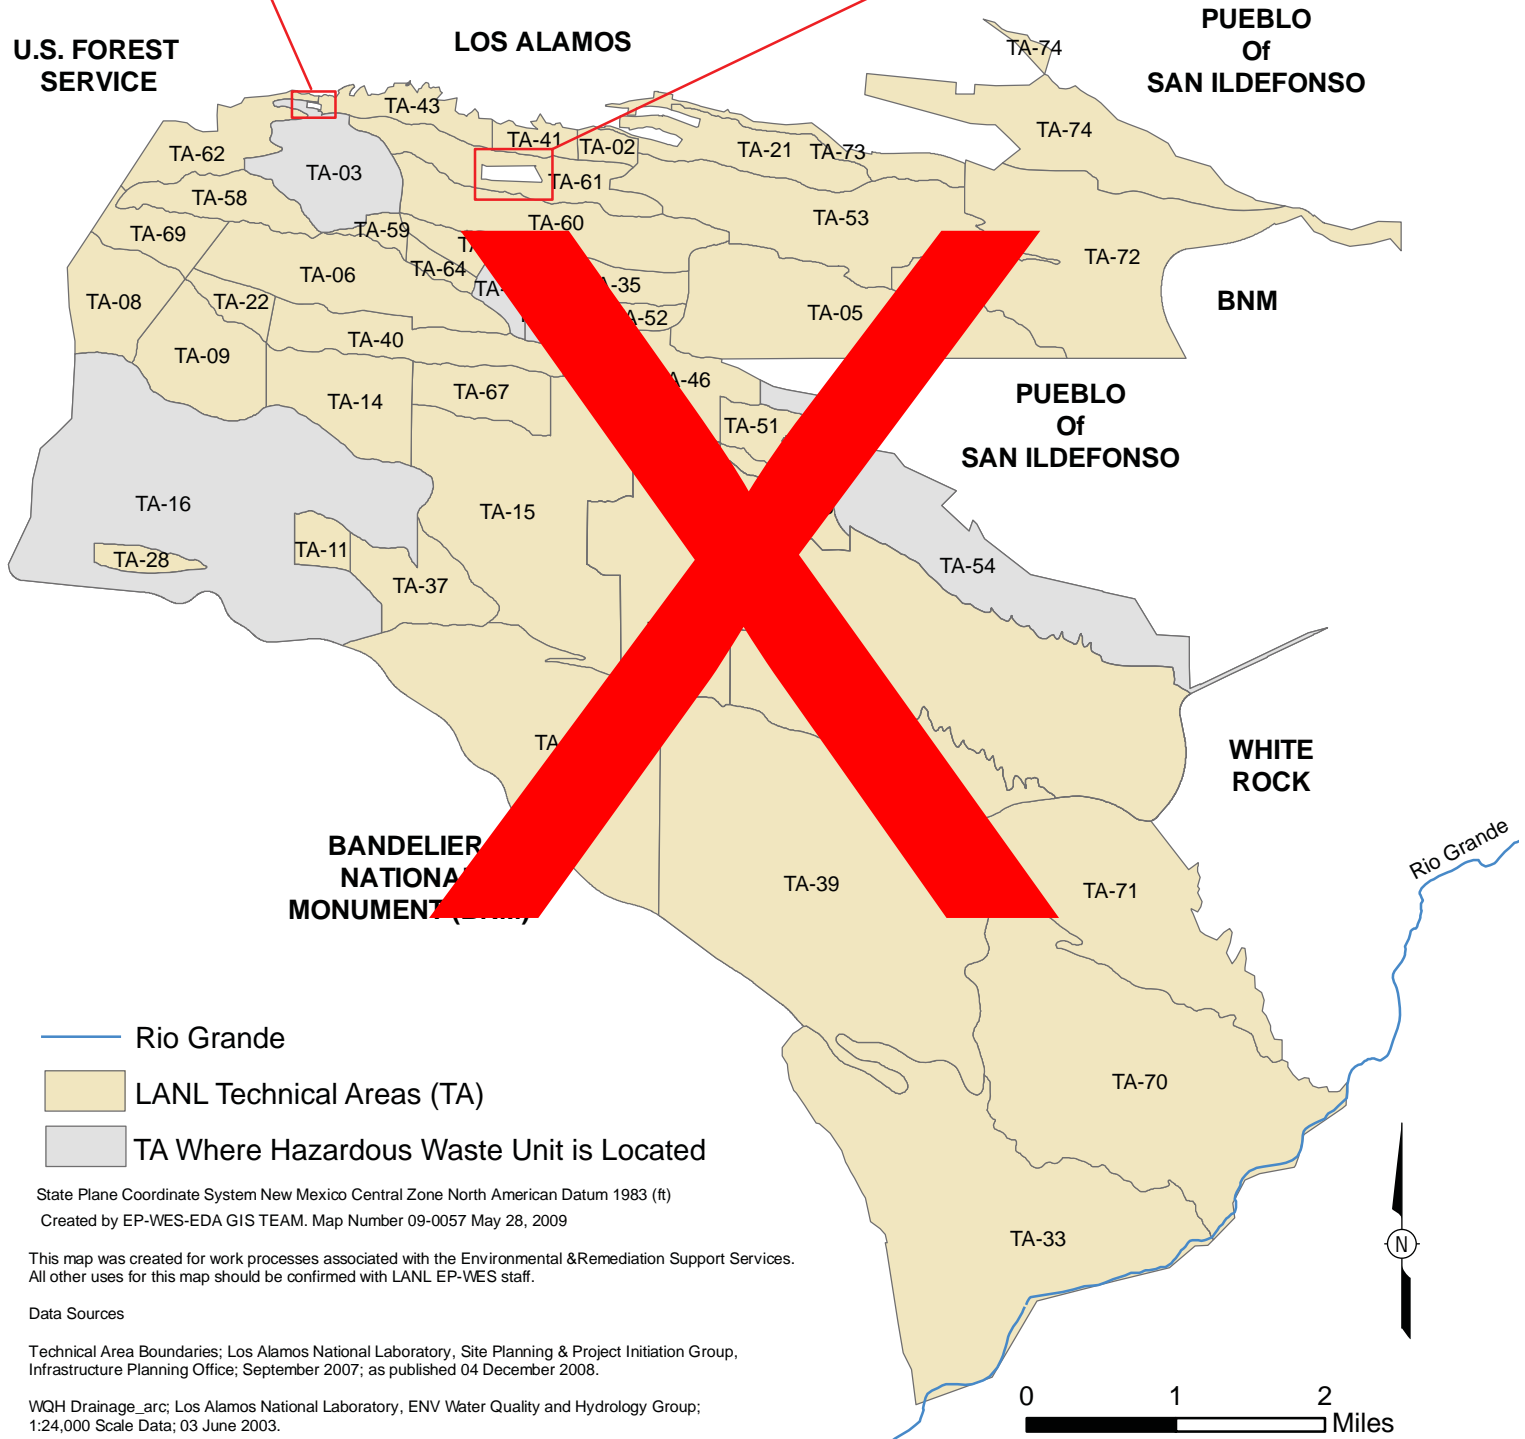 PUEBLO
Of
SAN ILDEFONSO
U.S. FOREST
SERVICE
LOS ALAMOS
TA-74
TA-43
TA-74
TA-41
TA-02
TA-21
TA-73
TA-62
TA-03
TA-61
TA-58
TA-53
TA-60
TA-59
TA-69
TA-72
TA-64
TA-06
TA-35
TA-08
TA-22
BNM
TA-05
A-52
TA-40
TA-09
A-46
TA-67
TA-14
PUEBLO
Of
SAN ILDEFONSO
TA-51
TA-16
TA-15
TA-11
TA-28
TA-54
TA-37
TA
WHITE
ROCK
Rio Grande
BANDELIER
NATIONAL
MONUMENT
TA-39
TA-71
Rio Grande
LANL Technical Areas (TA)
TA-70
TA Where Hazardous Waste Unit is Located
State Plane Coordinate System New Mexico Central Zone North American Datum 1983 (ft)
Created by EP-WES-EDA GIS TEAM. Map Number 09-0057 May 28, 2009
TA-33
N
This map was created for work processes associated with the Environmental &Remediation Support Services.
All other uses for this map should be confirmed with LANL EP-WES staff.
Data Sources
Technical Area Boundaries; Los Alamos National Laboratory, Site Planning & Project Initiation Group,
Infrastructure Planning Office; September 2007; as published 04 December 2008.
WQH Drainage_arc; Los Alamos National Laboratory, ENV Water Quality and Hydrology Group;
1:24,000 Scale Data; 03 June 2003.
0 1 2
Miles